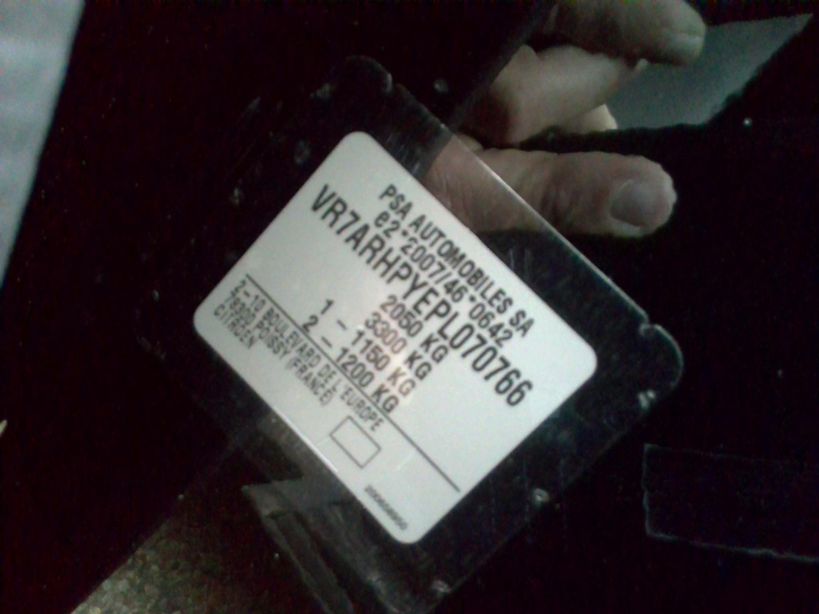 PSA AUTOMOBILES SA
e2*2007/46*0642
VR7ARHPYEPL070766
2050 KG
3300 KG
1 - 1150 KG
2 - 1200 KG
2-10 BOULEVARD DE L'EUROPE
78300 POISSY (FRANCE)
CITROEN